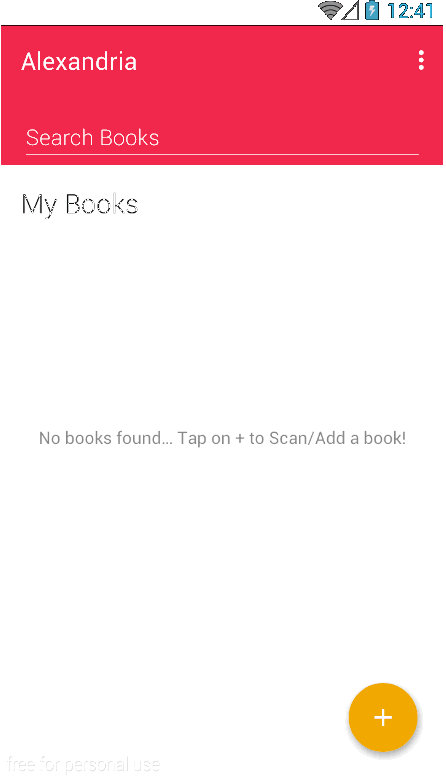 12:41
Alexandria
Search Books
My Books
No books found... Tap on + to Scan/Add a book!
+
free for personal use